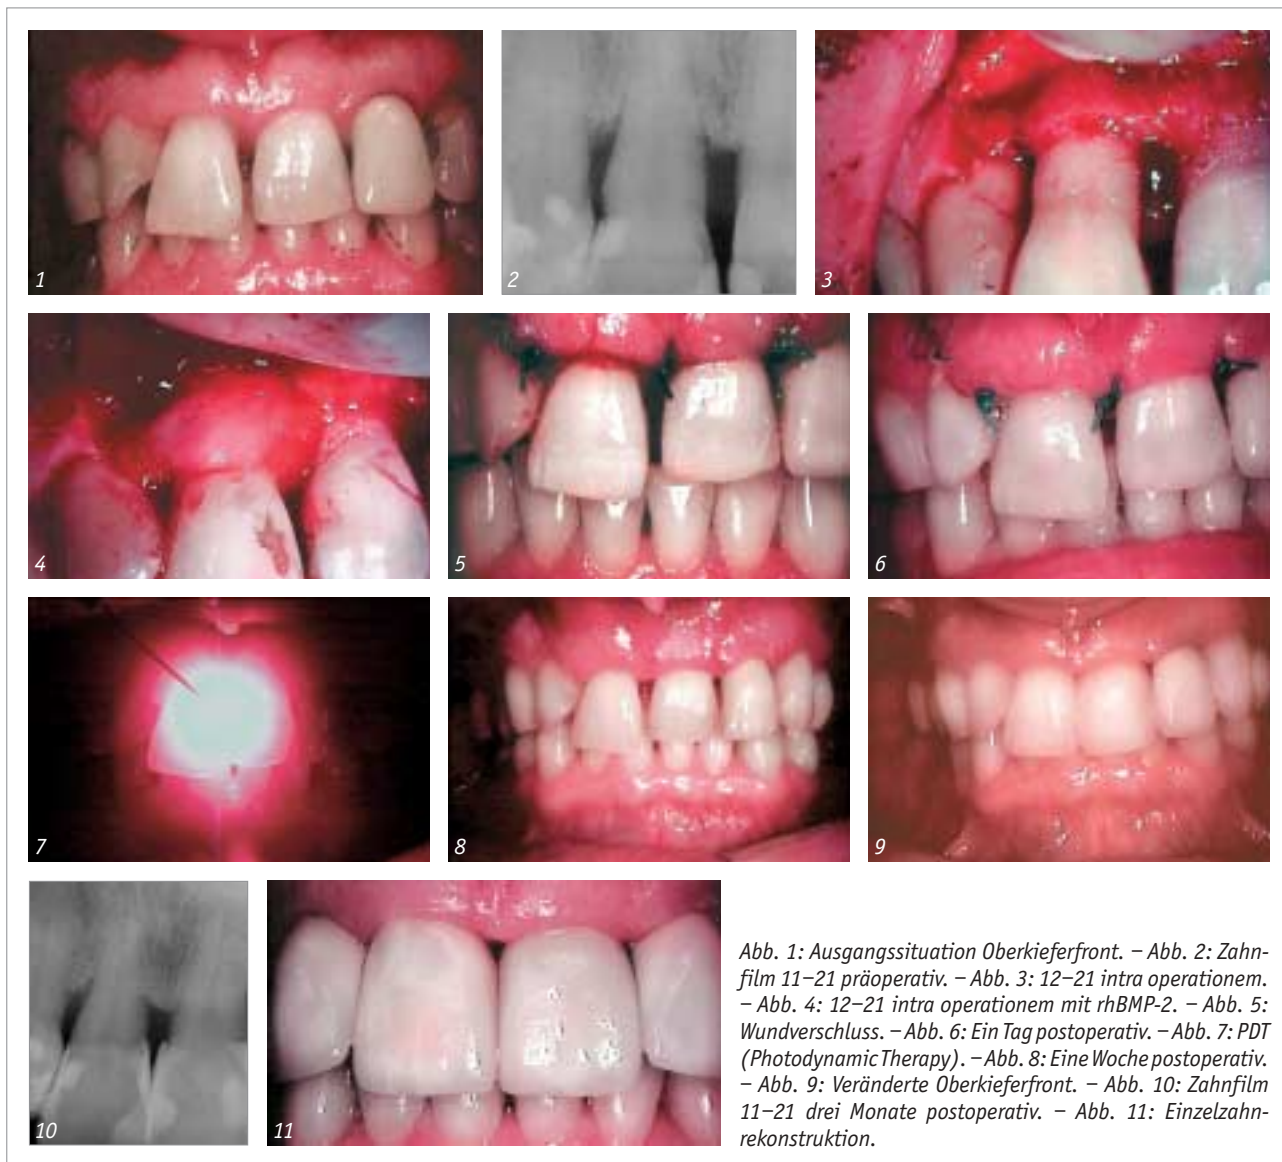 1
2
3
4
5
6
7
8
9
10
11
Abb. 1: Ausgangssituation Oberkieferfront. – Abb. 2: Zahn-
film 11–21 präoperativ. – Abb. 3: 12–21 intra operationem.
– Abb. 4: 12–21 intra operationem mit rhBMP-2. – Abb. 5:
Wundverschluss. – Abb. 6: Ein Tag postoperativ. – Abb. 7: PDT
(Photodynamic Therapy). – Abb. 8: Eine Woche postoperativ.
– Abb. 9: Veränderte Oberkieferfront. – Abb. 10: Zahnfilm
11–21 drei Monate postoperativ. – Abb. 11: Einzelzahn-
rekonstruktion.